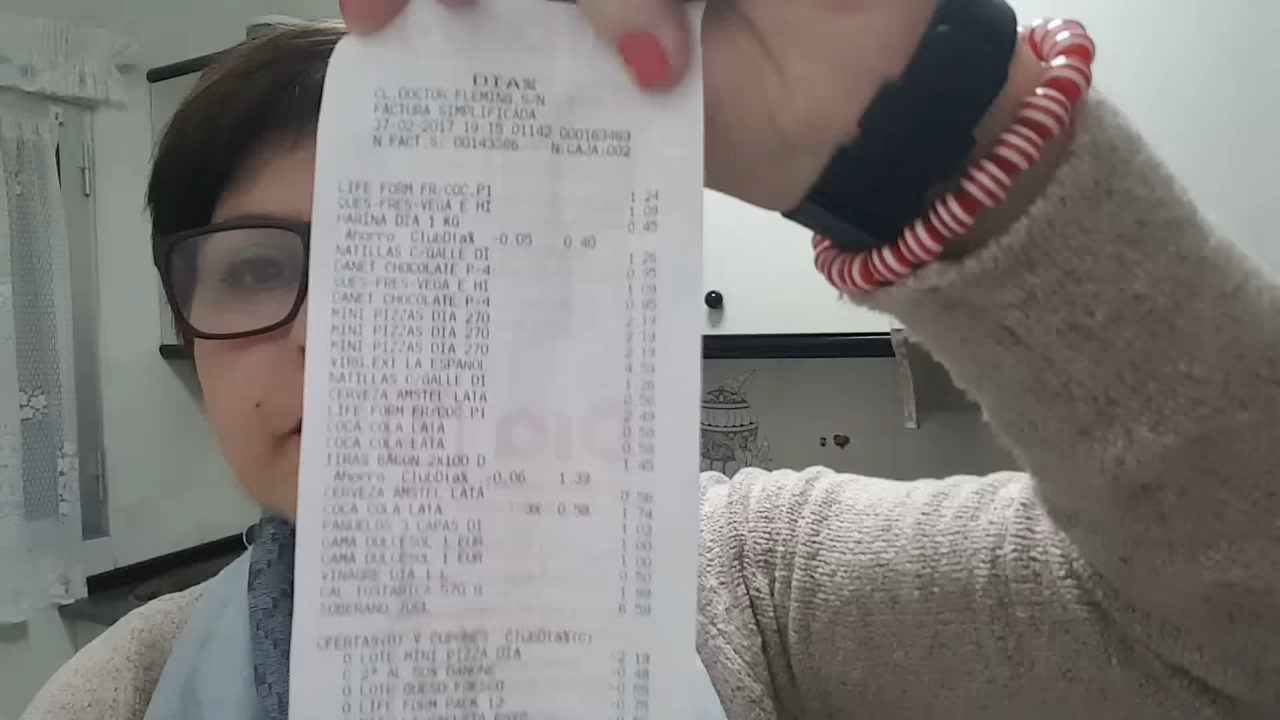 DIA%
CL.DOCTOR FLEMING S/N
FACTURA SIMPLIFICADA
27-02-2017 19:15 01142 000163483
N.FACT.S: 00143586 N.CAJA:002
LIFE FORM FR/COC.P1 1.24
QUES-FRES-VEGA E HI 1.09
HARINA DIA 1 KG 0.45
Ahorro ClubDia% -0.05 0.40
NATILLAS C/GALLE DI 1.26
DANET CHOCOLATE P-4 0.95
QUES-FRES-VEGA E HI 1.09
DANET CHOCOLATE P-4 0.95
MINI PIZZAS DIA 270 2.19
MINI PIZZAS DIA 270 2.19
MINI PIZZAS DIA 270 2.19
VIRG.EXT LA ESPAÑOL 4.59
NATILLAS C/GALLE DI 1.26
CERVEZA AMSTEL LATA 0.56
LIFE FORM FR/COC.P1 2.49
COCA COLA LATA 0.58
COCA COLA LATA 0.58
TIRAS BACON 2X100 D 1.45
Ahorro ClubDia% -0.06 1.39
CERVEZA AMSTEL LATA 0.56
COCA COLA LATA 3X 0.58 1.74
PAÑUELOS 3 CAPAS DI 1.02
GAMA DULCESOL 1 EUR 1.00
GAMA DULCESOL 1 EUR 1.00
VINAGRE DIA 1 L 0.50
GAL TOSTARICA 570 G 1.99
SOBERANO 70CL 6.59
OFERTAS(O) Y CUPONES ClubDia%(C)
O LOTE MINI PIZZA DIA -2.19
O 2ª AL 50% DANONE -0.48
O LOTE QUESO FRESCO
O LIFE FORM PACK 12